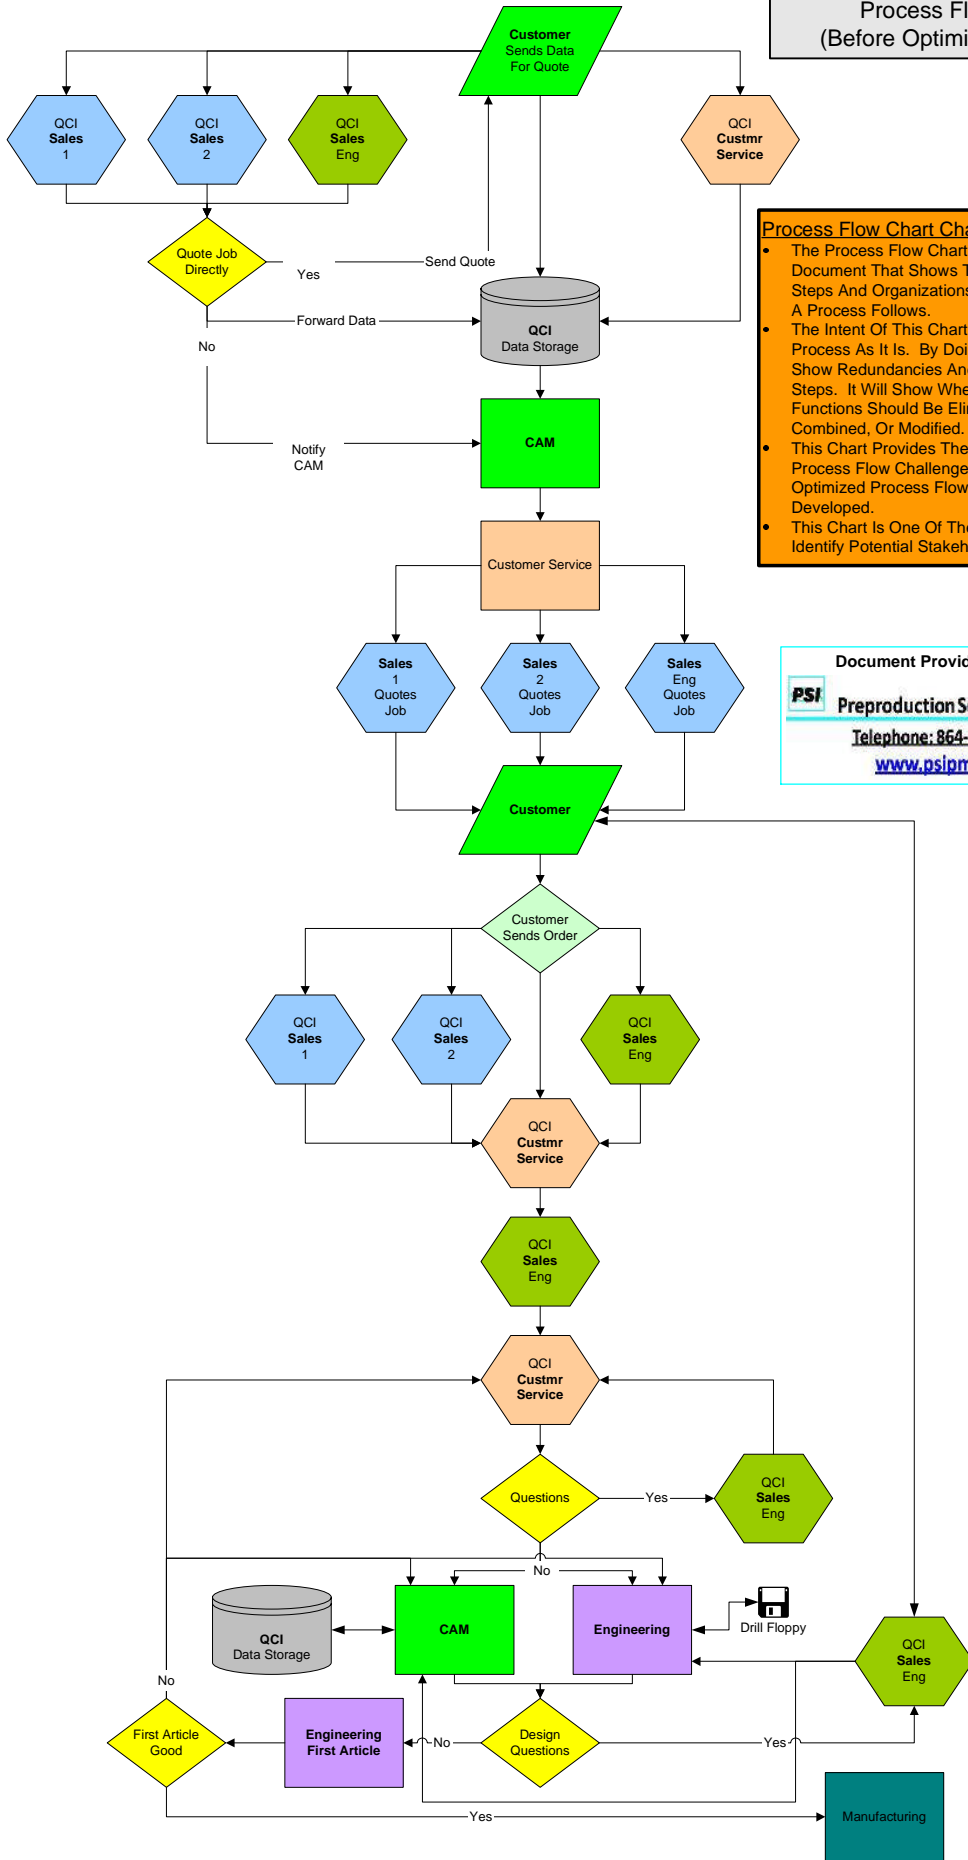 Process Fl
(Before Optimi
Customer
Sends Data
For Quote
QCI
Sales
1
QCI
Sales
2
QCI
Sales
Eng
QCI
Custmr
Service
Quote Job
Directly
Yes
Send Quote
Forward Data
No
QCI
Data Storage
Notify
CAM
CAM
Process Flow Chart Cha
• The Process Flow Chart
Document That Shows T
Steps And Organizations
A Process Follows.
• The Intent Of This Chart
Process As It Is. By Doi
Show Redundancies An
Steps. It Will Show Whe
Functions Should Be Eli
Combined, Or Modified.
• This Chart Provides The
Process Flow Challenge
Optimized Process Flow
Developed.
• This Chart Is One Of The
Identify Potential Stakeh
Customer Service
Sales
1
Quotes
Job
Sales
2
Quotes
Job
Sales
Eng
Quotes
Job
Document Provid
PSI
Preproduction S
Telephone: 864-
www.psipm
Customer
Customer
Sends Order
QCI
Sales
1
QCI
Sales
2
QCI
Sales
Eng
QCI
Custmr
Service
QCI
Sales
Eng
QCI
Custmr
Service
Questions
Yes
QCI
Sales
Eng
No
QCI
Data Storage
CAM
Engineering
Drill Floppy
QCI
Sales
Eng
No
First Article
Good
Engineering
First Article
No
Design
Questions
Yes
Yes
Manufacturing